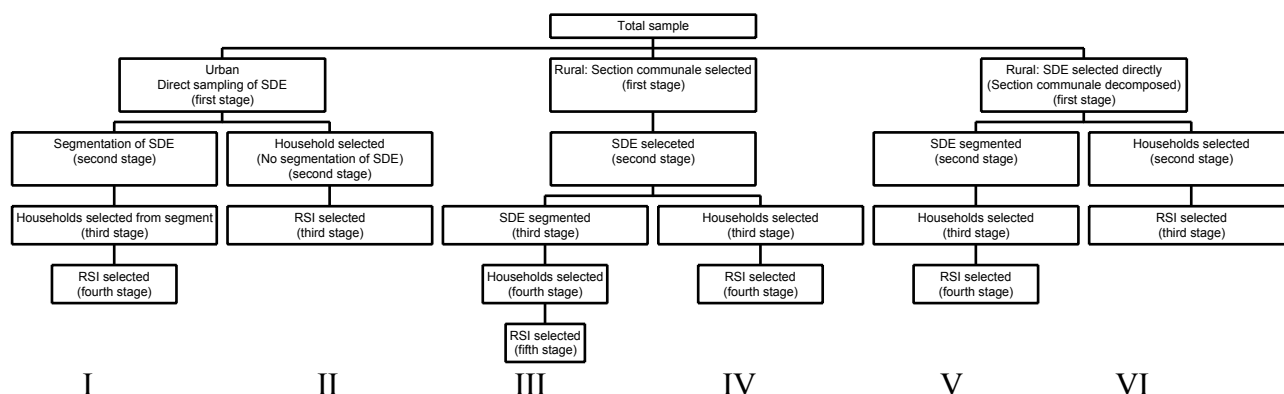 Total sample
Urban
Direct sampling of SDE
(first stage)
Rural: Section communale selected
(first stage)
Rural: SDE selected directly
(Section communale decomposed)
(first stage)
Segmentation of SDE
(second stage)
Household selected
(No segmentation of SDE)
(second stage)
SDE seleceted
(second stage)
SDE segmented
(second stage)
Households selected
(second stage)
Households selected from segment
(third stage)
RSI selected
(third stage)
SDE segmented
(third stage)
Households selected
(third stage)
Households selected
(third stage)
RSI selected
(third stage)
RSI selected
(fourth stage)
Households selected
(fourth stage)
RSI selected
(fourth stage)
RSI selected
(fourth stage)
RSI selected
(fifth stage)
I II III IV V VI